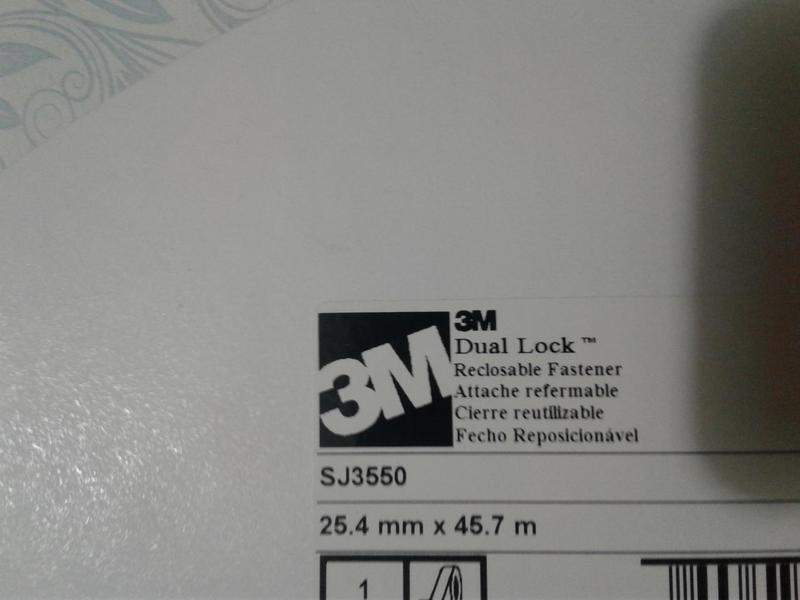 3M
3M
Dual Lock™
Reclosable Fastener
Attache refermable
Cierre reutilizable
Fecho Reposicionável
SJ3550
25.4 mm x 45.7 m
1